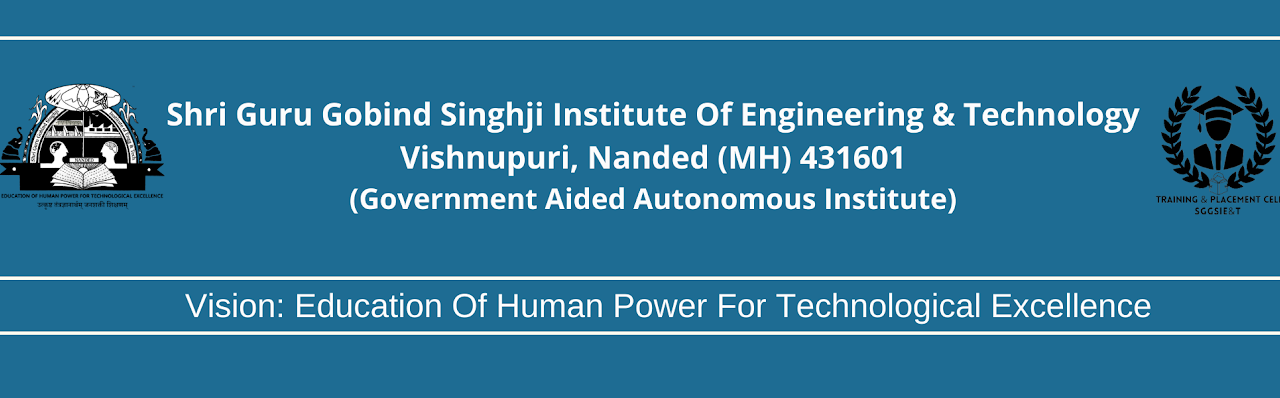 Shri Guru Gobind Singhji Institute Of Engineering & Technology
Vishnupuri, Nanded (MH) 431601
(Government Aided Autonomous Institute)
NANDED
EDUCATION OF HUMAN POWER FOR TECHNOLOGICAL EXCELLENCE
TRAINING & PLACEMENT CELL
SGGSIE&T
Vision: Education Of Human Power For Technological Excellence